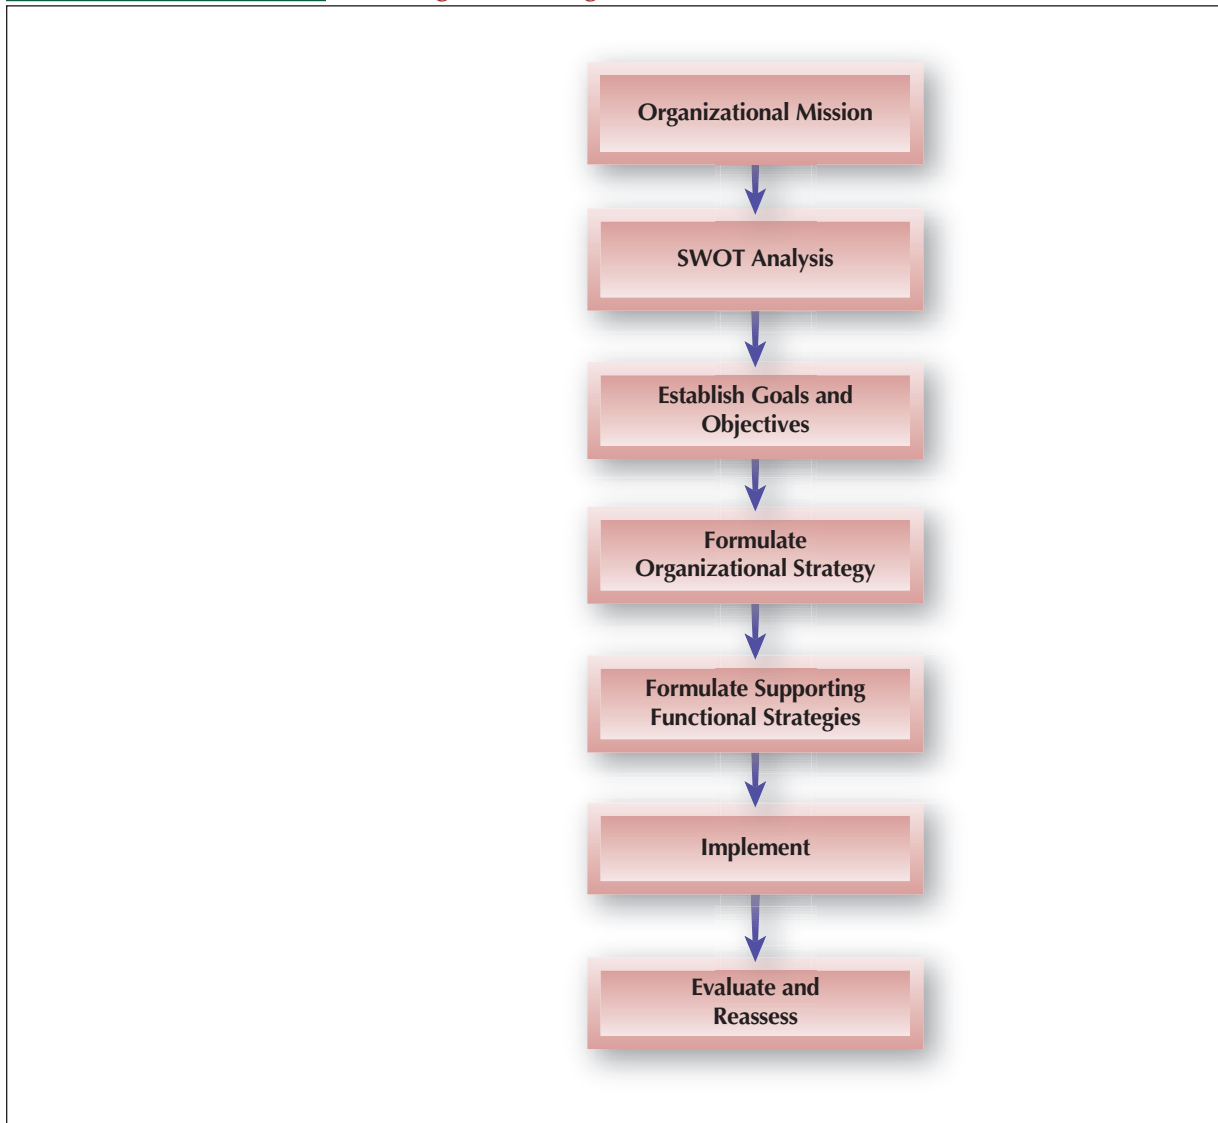 Organizational Mission
SWOT Analysis
Establish Goals and
Objectives
Formulate
Organizational Strategy
Formulate Supporting
Functional Strategies
Implement
Evaluate and
Reassess